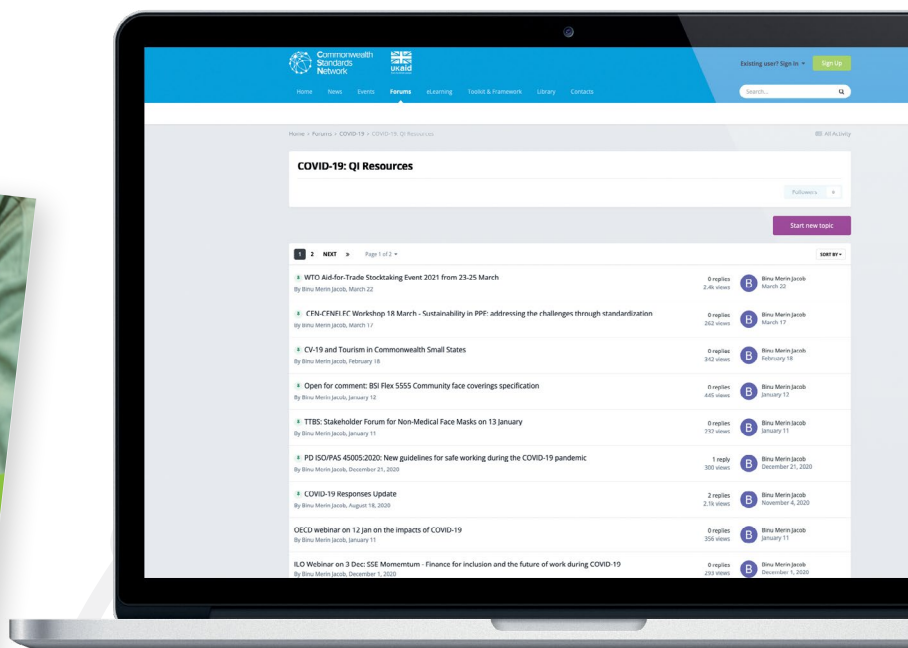 Commonwealth
Standards
Network
UKaid
Existing user? Sign In
Sign Up
Home News Events Forums eLearning Toolkit & Framework Library Contacts
Search...
Home > Forums > COVID-19 > COVID-19: QI Resources
All Activity
COVID-19: QI Resources
Followers
Start new topic
1 2 NEXT » Page 1 of 2
SORT BY
WTO Aid-for-Trade Stocktaking Event 2021 from 23-25 March
By Binu Merin Jacob, March 22
0 replies
2.4k views
B
Binu Merin Jacob
March 22
CEN-CENELEC Workshop 18 March - Sustainability in PPE: addressing the challenges through standardization
By Binu Merin Jacob, March 17
0 replies
262 views
B
Binu Merin Jacob
March 17
CV-19 and Tourism in Commonwealth Small States
By Binu Merin Jacob, February 18
0 replies
342 views
B
Binu Merin Jacob
February 18
Open for comment: BSI Flex 5555 Community face coverings specification
By Binu Merin Jacob, January 12
0 replies
445 views
B
Binu Merin Jacob
January 12
TTBS: Stakeholder Forum for Non-Medical Face Masks on 13 January
By Binu Merin Jacob, January 11
0 replies
232 views
B
Binu Merin Jacob
January 11
PD ISO/PAS 45005:2020: New guidelines for safe working during the COVID-19 pandemic
By Binu Merin Jacob, December 21, 2020
1 reply
300 views
B
Binu Merin Jacob
December 21, 2020
COVID-19 Responses Update
By Binu Merin Jacob, August 18, 2020
2 replies
2.1k views
B
Binu Merin Jacob
November 4, 2020
OECD webinar on 12 Jan on the impacts of COVID-19
By Binu Merin Jacob, January 11
0 replies
356 views
B
Binu Merin Jacob
January 11
ILO Webinar on 3 Dec: SSE Momemtum - Finance for inclusion and the future of work during COVID-19
By Binu Merin Jacob, December 1, 2020
0 replies
293 views
B
Binu Merin Jacob
December 1, 2020